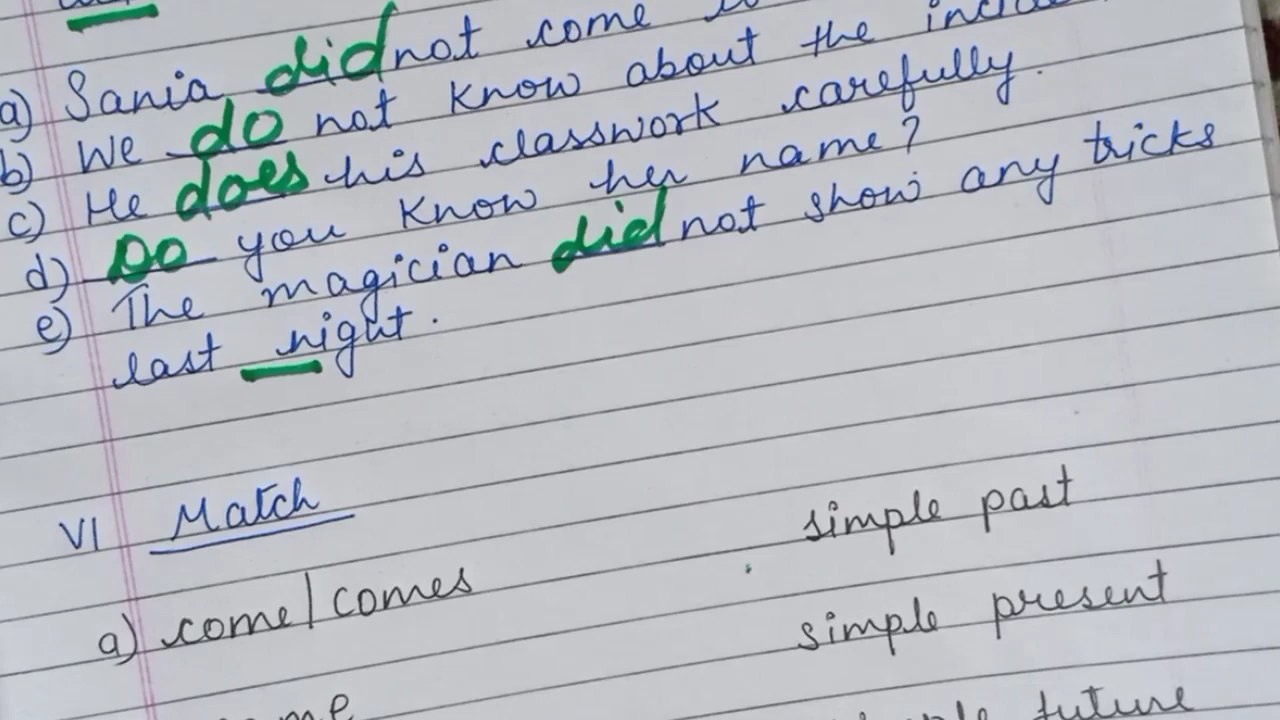 a) Sania did not come
b) We do not know about the
c) He does his classwork carefully.
d) Do you know her name?
e) The magician did not show any tricks
last night.
VI Match
simple past
a) come/comes
simple present
future